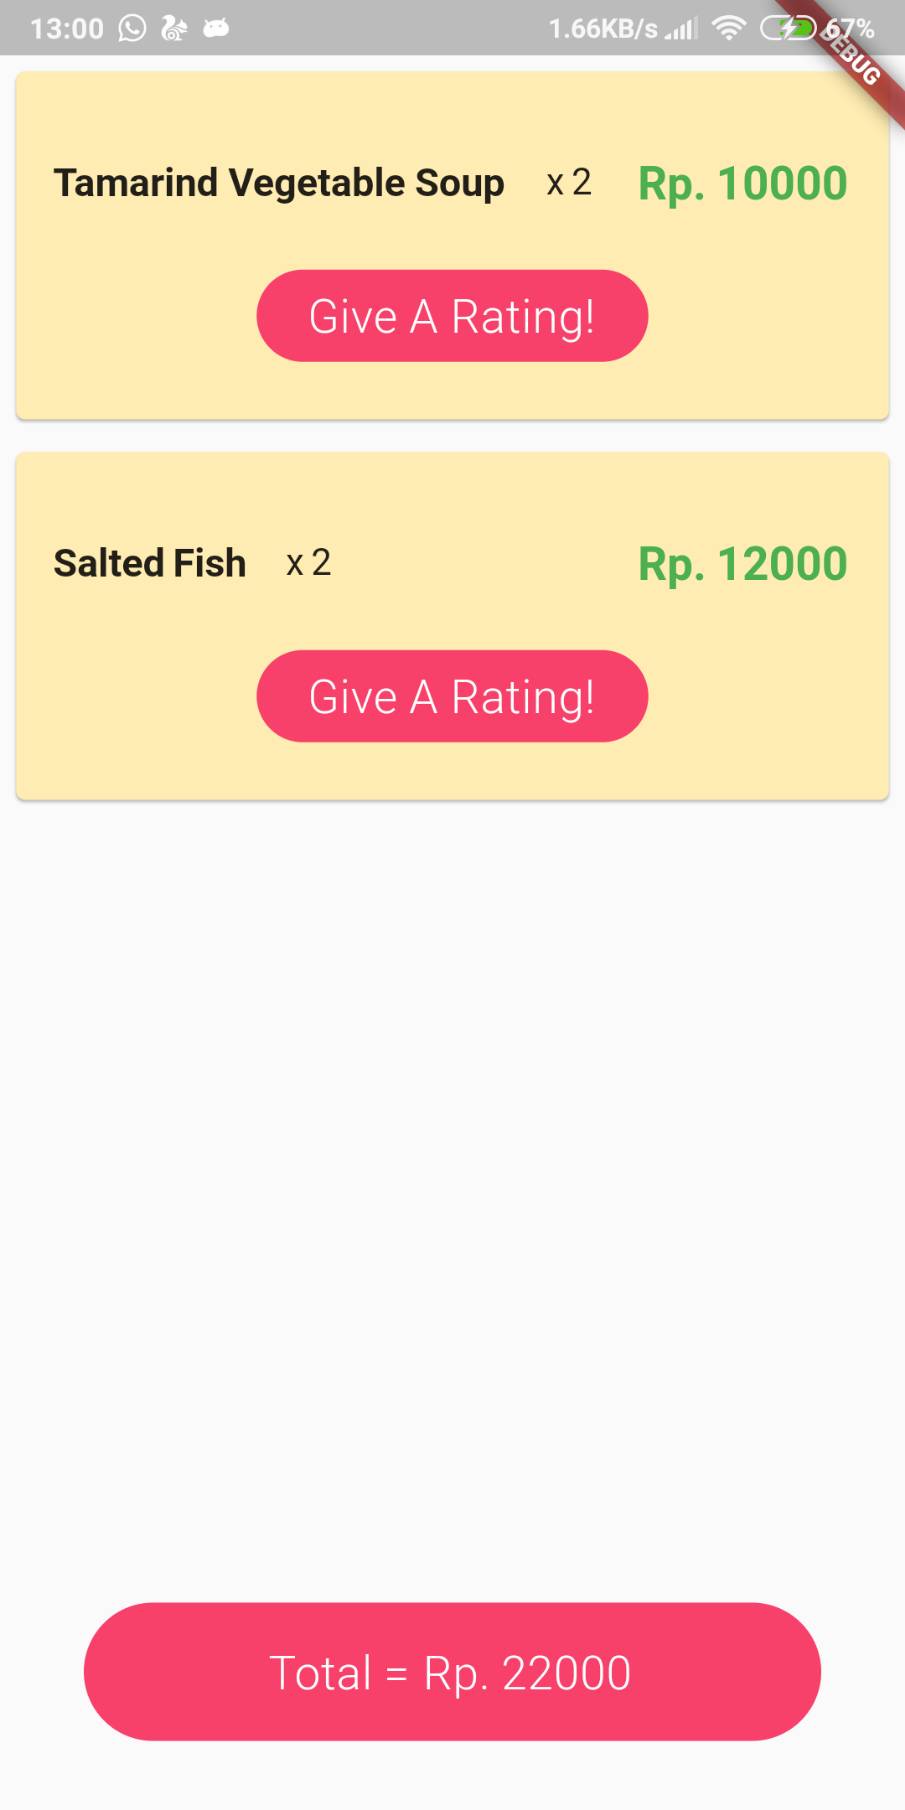 13:00 1.66KB/s 67%
DEBUG
Tamarind Vegetable Soup x 2 Rp. 10000
Give A Rating!
Salted Fish x 2 Rp. 12000
Give A Rating!
Total = Rp. 22000